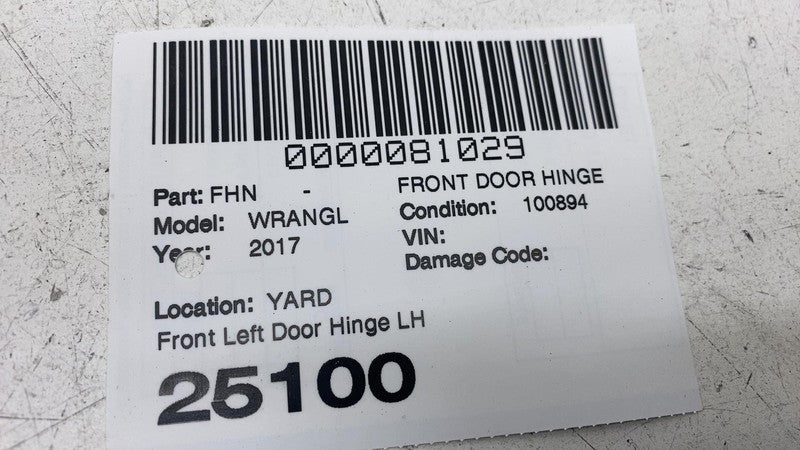 0000081029
Part: FHN - FRONT DOOR HINGE
Model: WRANGL Condition: 100894
Year: 2017 VIN:
Damage Code:
Location: YARD
Front Left Door Hinge LH
25100